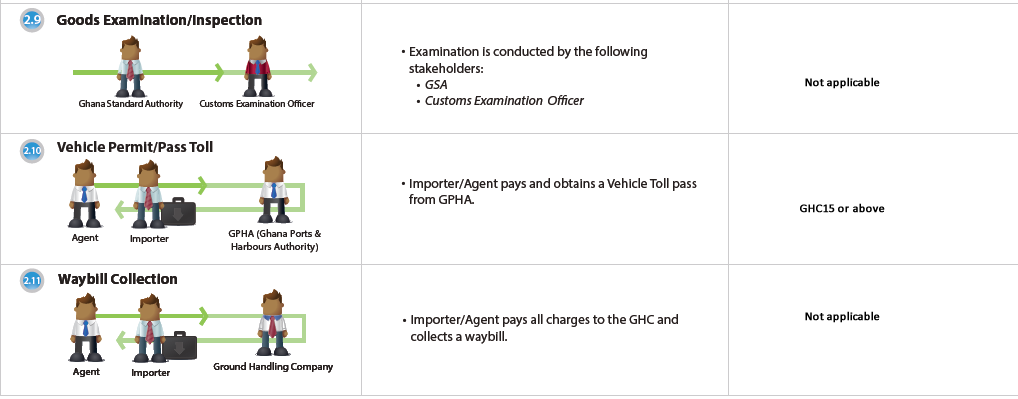 2.9 Goods Examination/Inspection
Ghana Standard Authority Customs Examination Officer
• Examination is conducted by the following
stakeholders:
• GSA
• Customs Examination Officer
Not applicable
2.10 Vehicle Permit/Pass Toll
Agent Importer GPHA (Ghana Ports &
Harbours Authority)
• Importer/Agent pays and obtains a Vehicle Toll pass
from GPHA.
GHC15 or above
2.11 Waybill Collection
Agent Importer Ground Handling Company
• Importer/Agent pays all charges to the GHC and
collects a waybill.
Not applicable